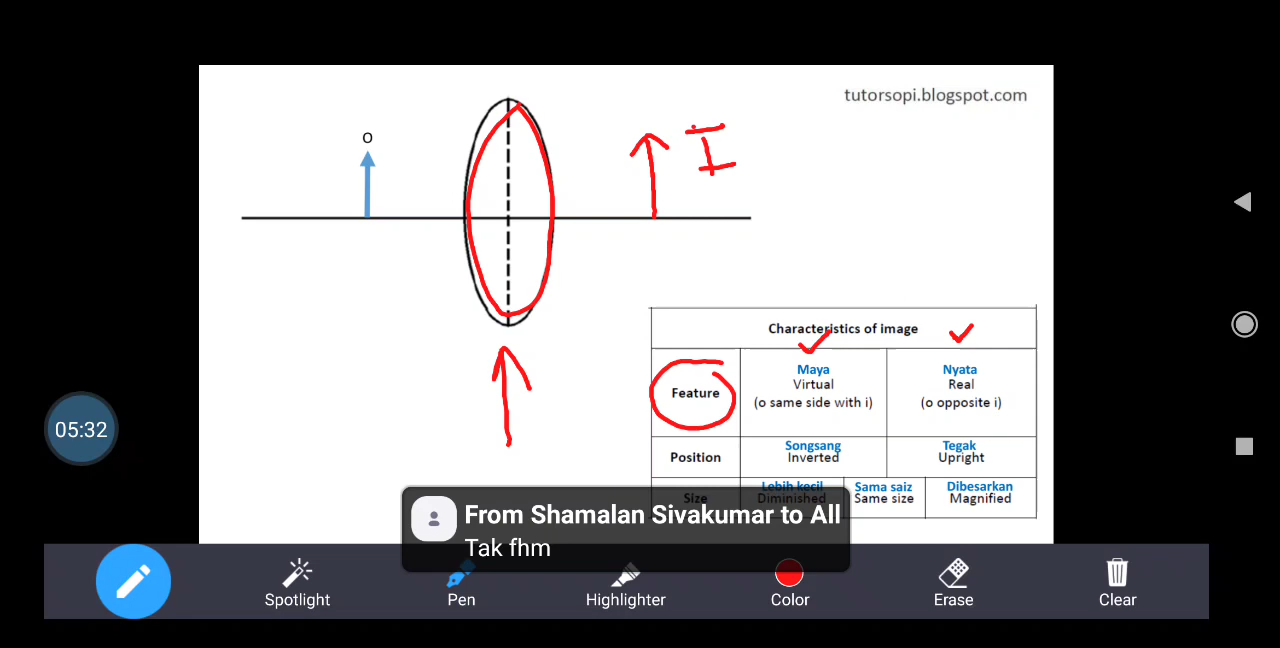 tutorsopi.blogspot.com
O
I
Characteristics of image
Feature
Maya
Virtual
(o same side with i)
Nyata
Real
(o opposite i)
Position
Songsang
Inverted
Tegak
Upright
Size
Lebih kecil
Diminished
Sama saiz
Same size
Dibesarkan
Magnified
05:32
From Shamalan Sivakumar to All
Tak fhm
Spotlight
Pen
Highlighter
Color
Erase
Clear